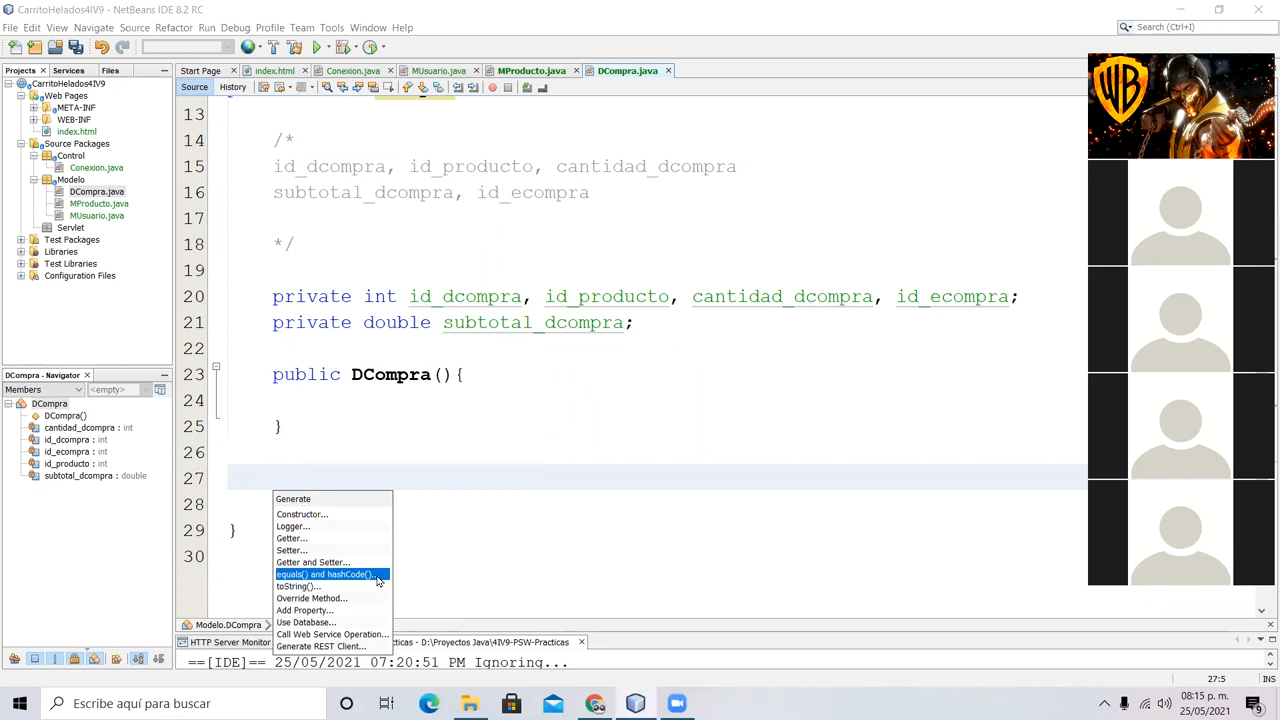 CarritoHelados4IV9 - NetBeans IDE 8.2 RC
File Edit View Navigate Source Refactor Run Debug Profile Team Tools Window Help
Search (Ctrl+I)
Projects Services Files
Start Page index.html Conexion.java MUsuario.java MProducto.java DCompra.java
Source History
CarritoHelados4IV9
Web Pages
META-INF
WEB-INF
index.html
Source Packages
Control
Conexion.java
Modelo
DCompra.java
MProducto.java
MUsuario.java
Servlet
Test Packages
Libraries
Test Libraries
Configuration Files
DCompra - Navigator
Members <empty>
DCompra
DCompra()
cantidad_dcompra : int
id_dcompra : int
id_ecompra : int
id_producto : int
subtotal_dcompra : double
13
14 /*
15 id_dcompra, id_producto, cantidad_dcompra
16 subtotal_dcompra, id_ecompra
17
18 */
19
20 private int id_dcompra, id_producto, cantidad_dcompra, id_ecompra;
21 private double subtotal_dcompra;
22
23 public DCompra(){
24
25 }
26
27
28
29 }
30
Generate
Constructor...
Logger...
Getter...
Setter...
Getter and Setter...
equals() and hashCode()...
toString()...
Override Method...
Add Property...
Use Database...
Call Web Service Operation...
Generate REST Client...
WB
Modelo.DCompra
HTTP Server Monitor
cticas - D:\Proyectos Java\4IV9-PSW-Practicas
==[IDE] 25/05/2021 07:20:51 PM Ignoring...
27:5 INS
Escribe aquí para buscar
08:15 p. m.
25/05/2021
9